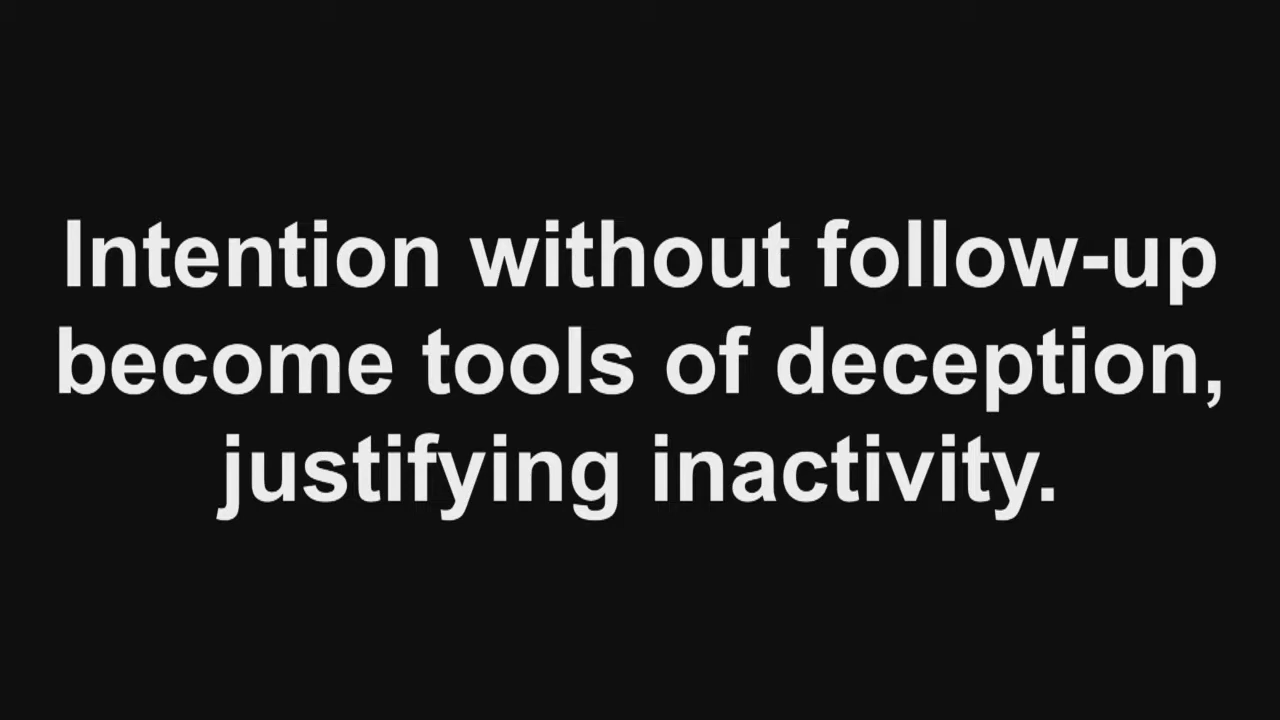 Intention without follow-up
become tools of deception,
justifying inactivity.